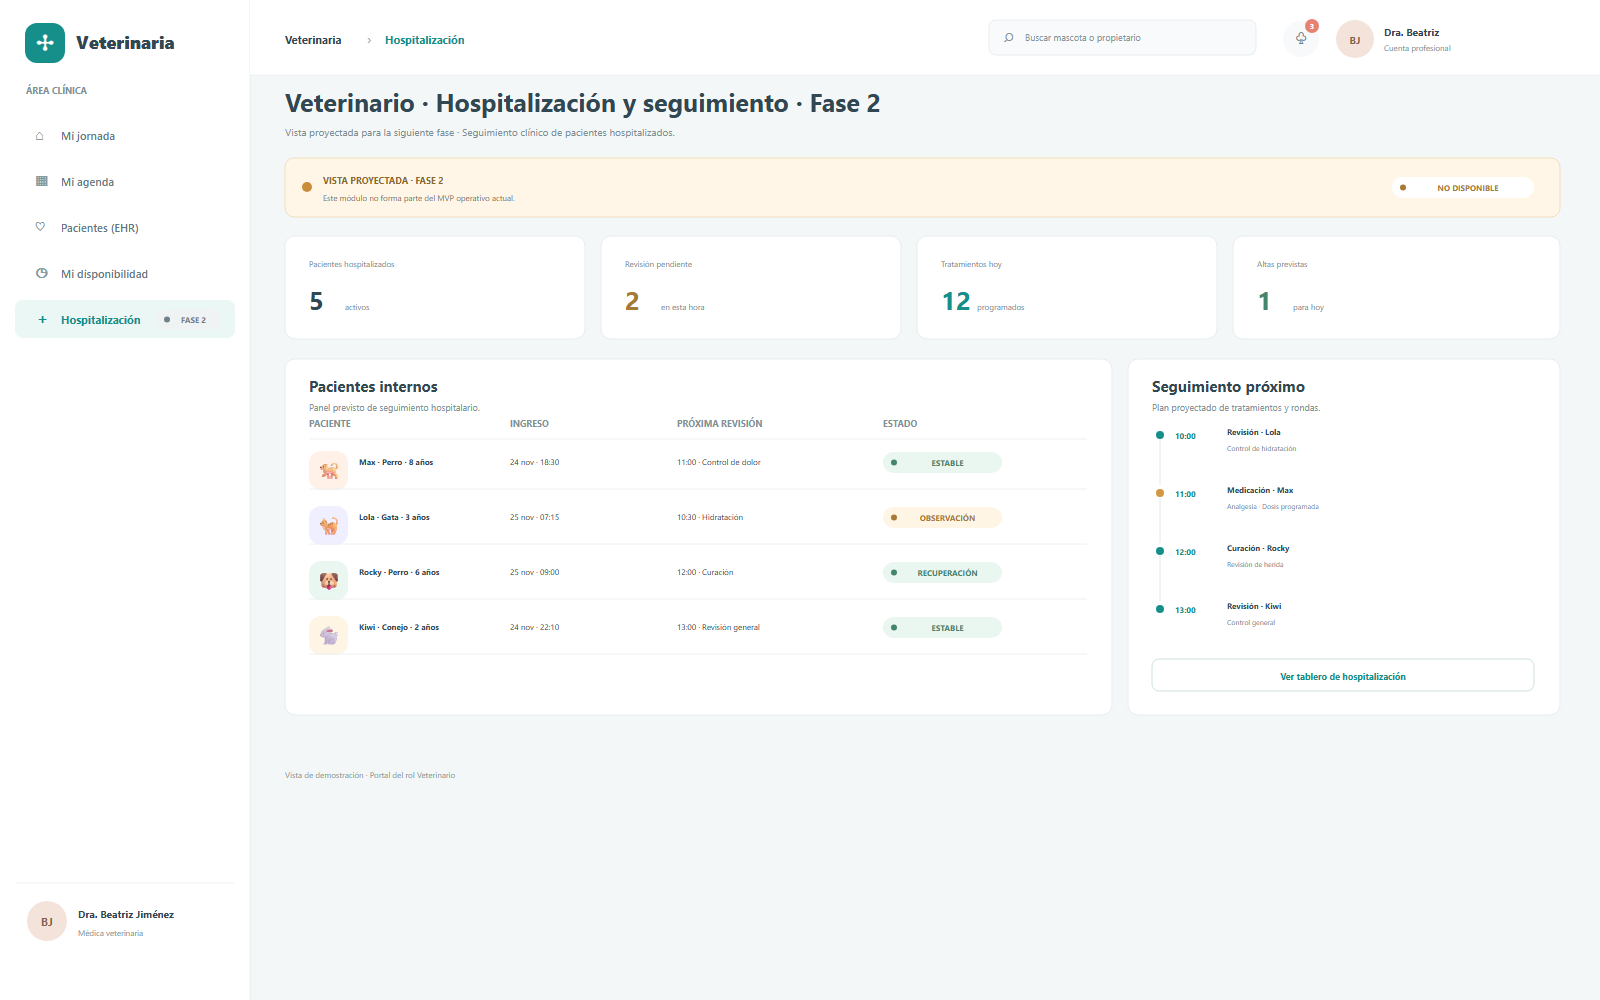 Veterinaria
ÁREA CLÍNICA
Mi jornada
Mi agenda
Pacientes (EHR)
Mi disponibilidad
Hospitalización FASE 2
Dra. Beatriz Jiménez
BJ
Médica veterinaria
Veterinaria › Hospitalización
Buscar mascota o propietario
3
BJ
Dra. Beatriz
Cuenta profesional
Veterinario · Hospitalización y seguimiento · Fase 2
Vista proyectada para la siguiente fase · Seguimiento clínico de pacientes hospitalizados.
VISTA PROYECTADA · FASE 2
Este módulo no forma parte del MVP operativo actual.
NO DISPONIBLE
Pacientes hospitalizados
5 activos
Revisión pendiente
2 en esta hora
Tratamientos hoy
12 programados
Altas previstas
1 para hoy
Pacientes internos
Panel previsto de seguimiento hospitalario.
PACIENTE INGRESO PRÓXIMA REVISIÓN ESTADO
Max · Perro · 8 años 24 nov · 18:30 11:00 · Control de dolor ESTABLE
Lola · Gata · 3 años 25 nov · 07:15 10:30 · Hidratación OBSERVACIÓN
Rocky · Perro · 6 años 25 nov · 09:00 12:00 · Curación RECUPERACIÓN
Kiwi · Conejo · 2 años 24 nov · 22:10 13:00 · Revisión general ESTABLE
Seguimiento próximo
Plan proyectado de tratamientos y rondas.
10:00 Revisión · Lola
Control de hidratación
11:00 Medicación · Max
Analgesia · Dosis programada
12:00 Curación · Rocky
Revisión de herida
13:00 Revisión · Kiwi
Control general
Ver tablero de hospitalización
Vista de demostración · Portal del rol Veterinario